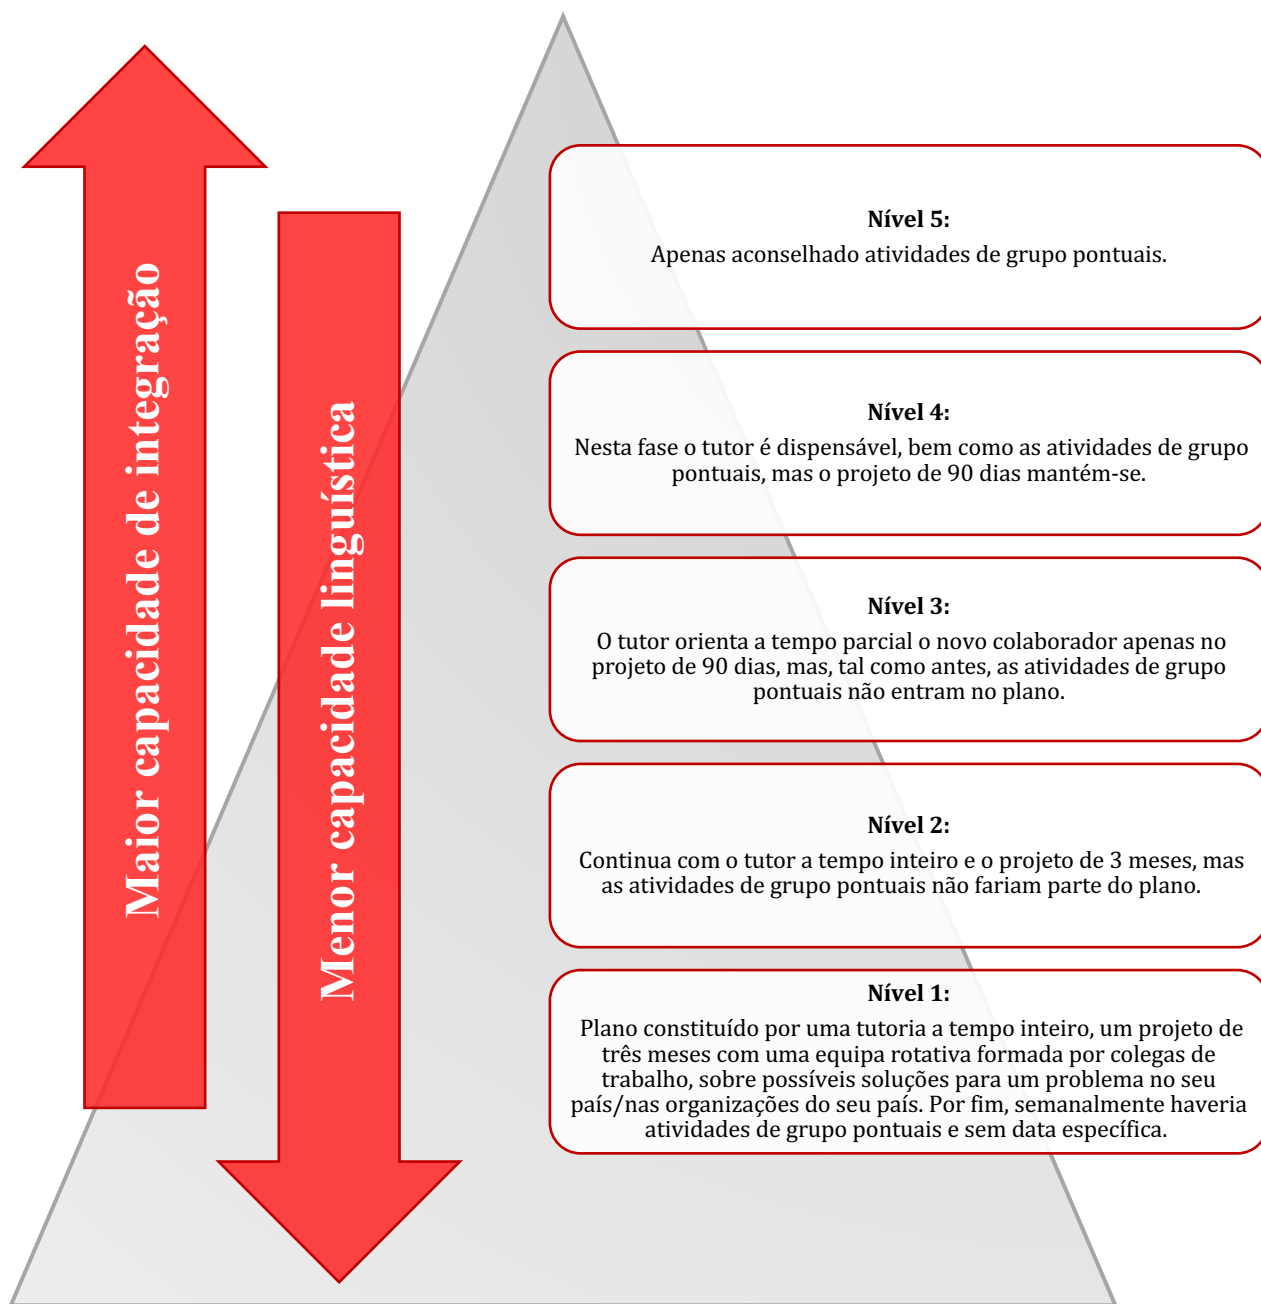 Maior capacidade de integração
Menor capacidade linguística
Nível 5:
Apenas aconselhado atividades de grupo pontuais.
Nível 4:
Nesta fase o tutor é dispensável, bem como as atividades de grupo
pontuais, mas o projeto de 90 dias mantém-se.
Nível 3:
O tutor orienta a tempo parcial o novo colaborador apenas no
projeto de 90 dias, mas, tal como antes, as atividades de grupo
pontuais não entram no plano.
Nível 2:
Continua com o tutor a tempo inteiro e o projeto de 3 meses, mas
as atividades de grupo pontuais não fariam parte do plano.
Nível 1:
Plano constituído por uma tutoria a tempo inteiro, um projeto de
três meses com uma equipa rotativa formada por colegas de
trabalho, sobre possíveis soluções para um problema no seu
país/nas organizações do seu país. Por fim, semanalmente haveria
atividades de grupo pontuais e sem data específica.